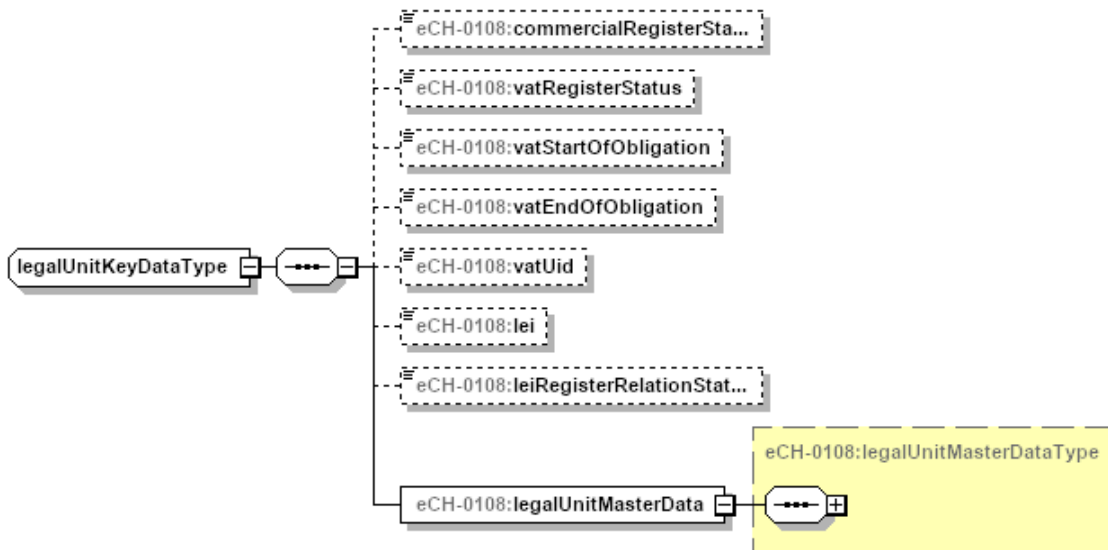 eCH-0108:commercialRegisterSta...
eCH-0108:vatRegisterStatus
eCH-0108:vatStartOfObligation
eCH-0108:vatEndOfObligation
legalUnitKeyDataType
eCH-0108:vatUid
eCH-0108:lei
eCH-0108:leiRegisterRelationStat...
eCH-0108:legalUnitMasterDataType
eCH-0108:legalUnitMasterData